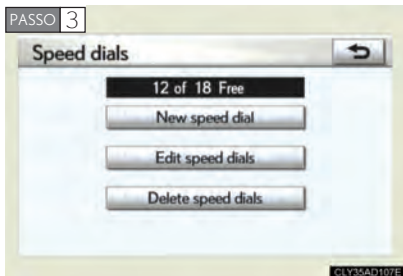 PASSO 3
Speed dials
12 of 18 Free
New speed dial
Edit speed dials
Delete speed dials
CLY35AD107E